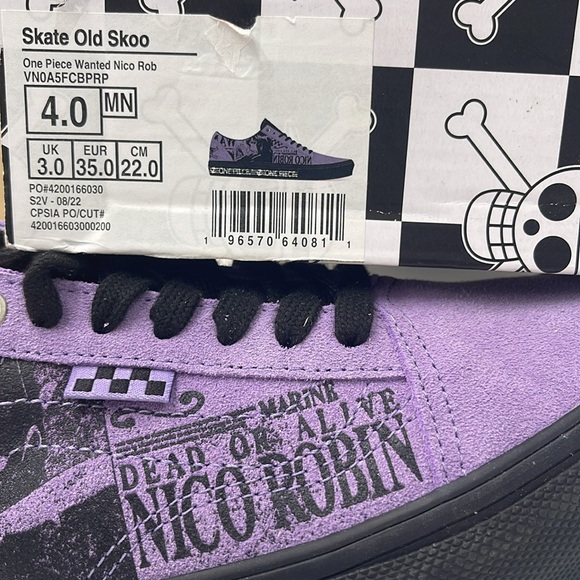 Skate Old Skoo
One Piece Wanted Nico Rob
VN0A5FCBPRP
4.0 MN
UK EUR CM
3.0 35.0 22.0
PO#4200166030
S2V - 08/22
CPSIA PO/CUT#
420016603000200
1 96570 64081 1
MARINE
DEAD OR ALIVE
NICO ROBIN